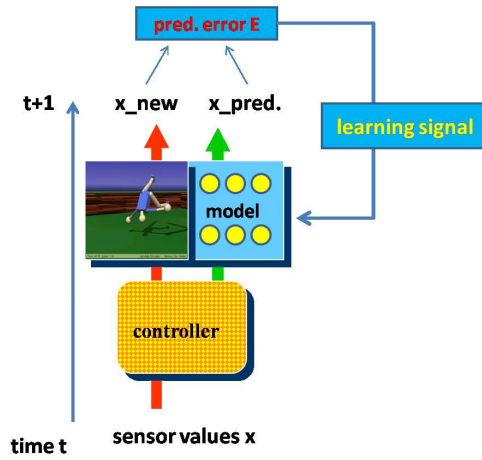 pred. error E
t+1
x_new
x_pred.
learning signal
model
controller
time t
sensor values x